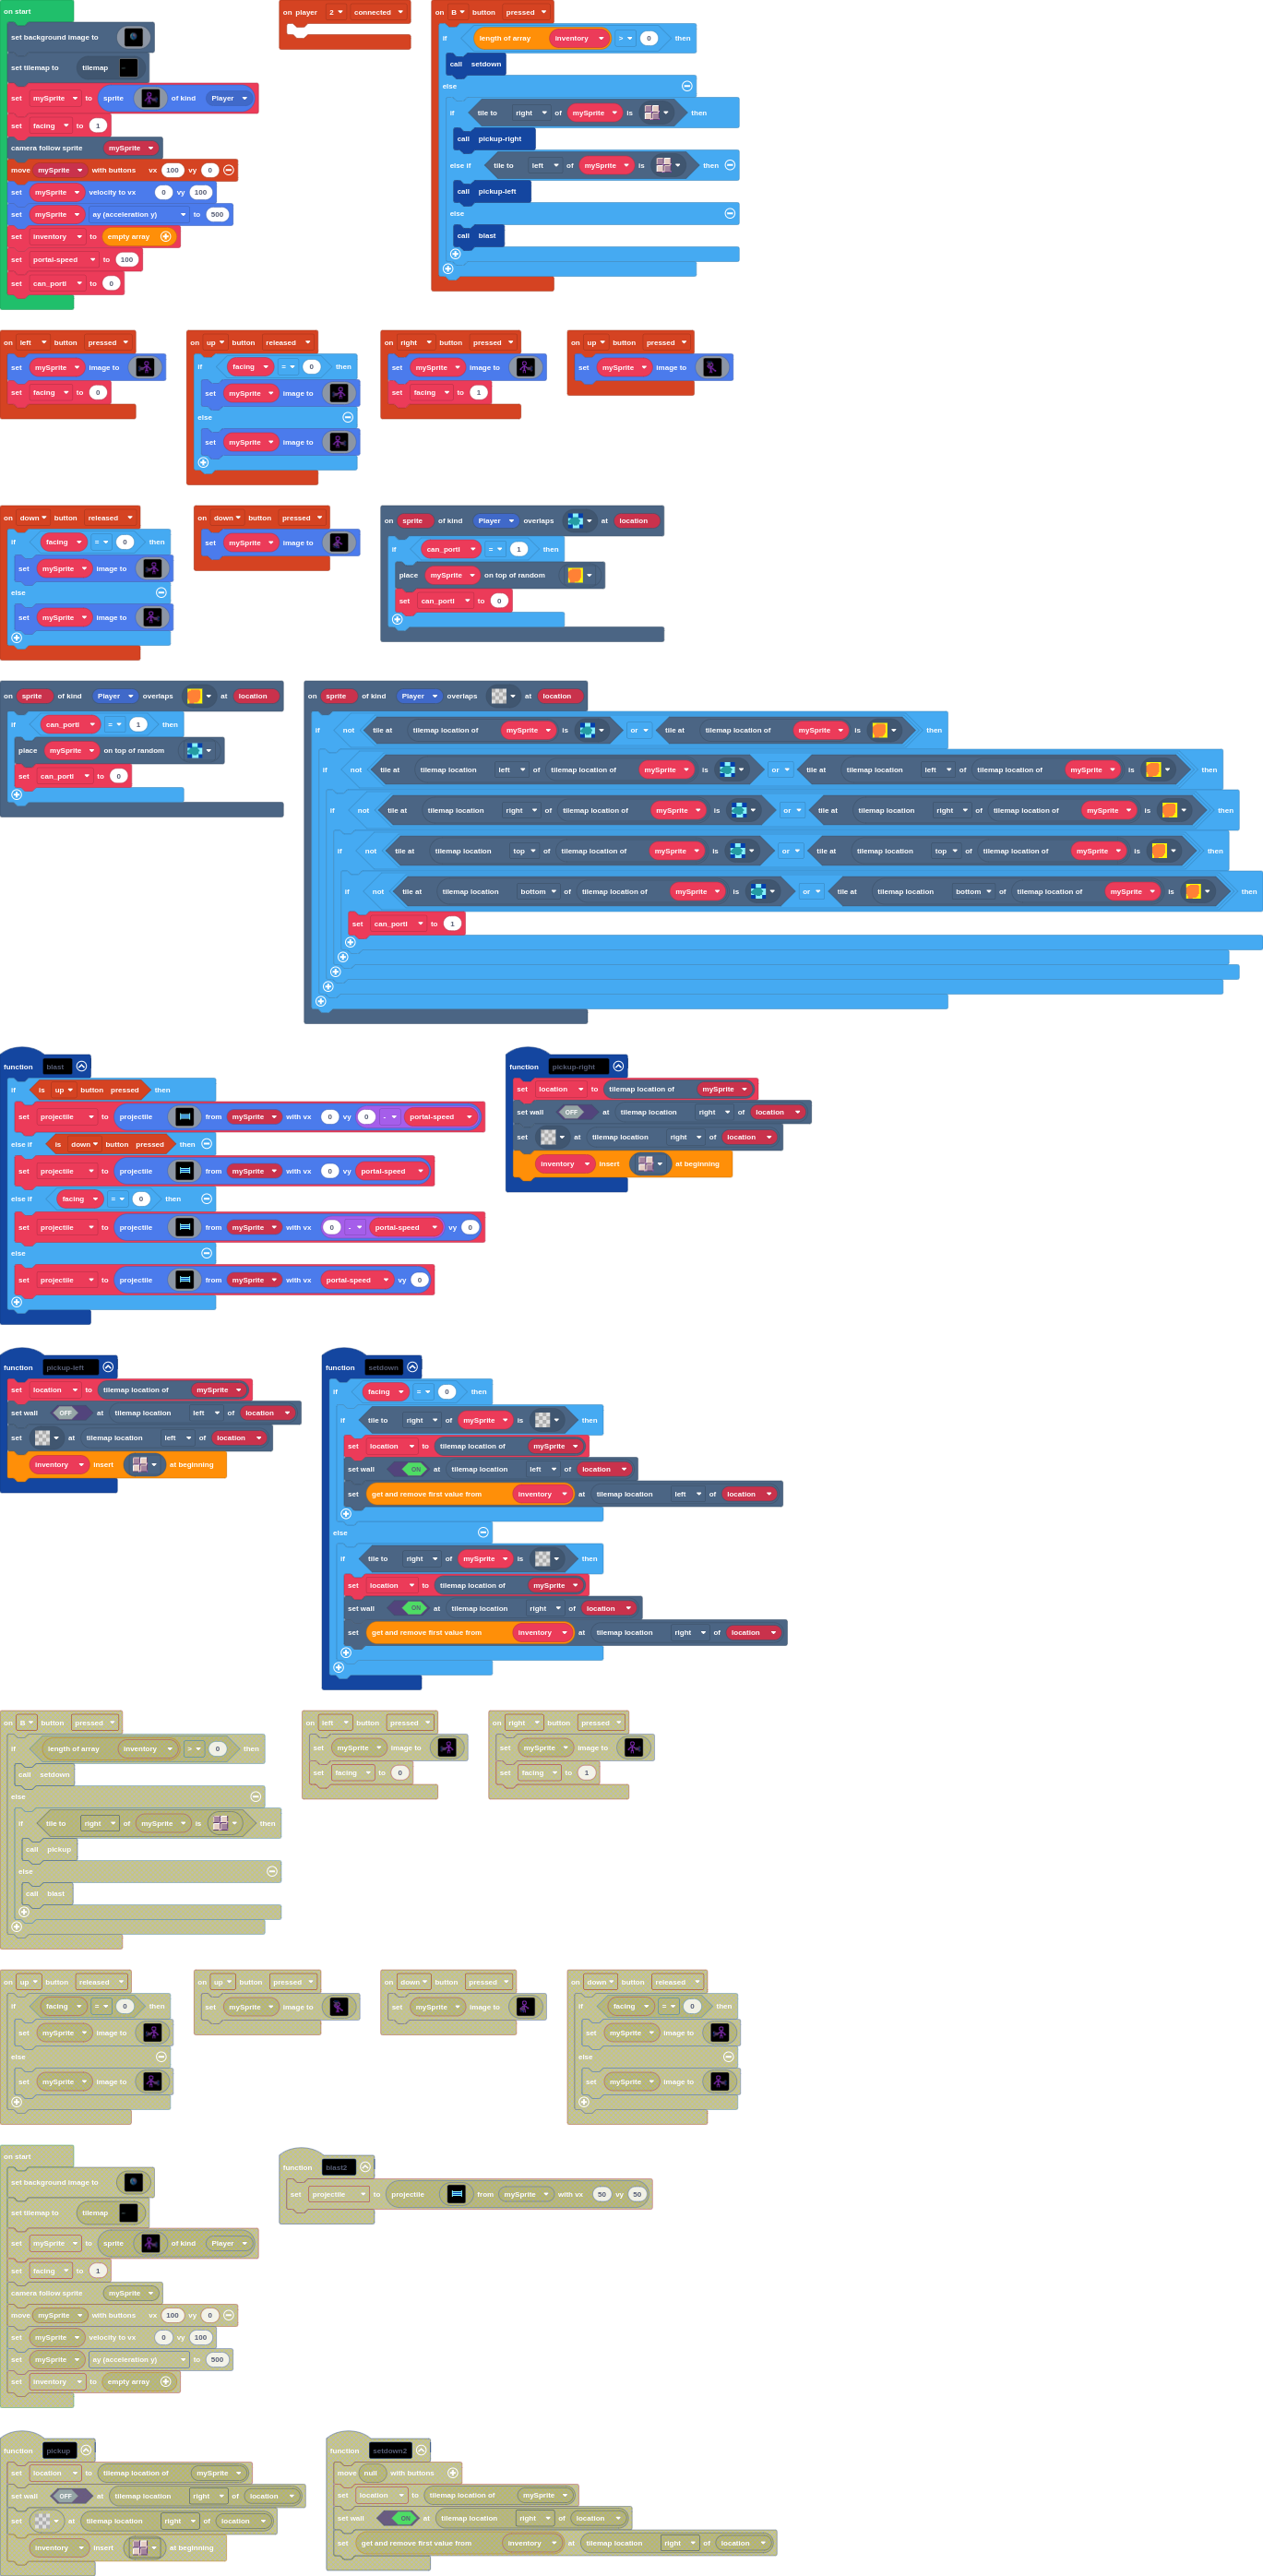 on start
set background image to
set tilemap to tilemap
set mySprite to sprite of kind Player
set facing to 1
camera follow sprite mySprite
move mySprite with buttons vx 100 vy 0
set mySprite velocity to vx 0 vy 100
set mySprite ay (acceleration y) to 500
set inventory to empty array
set portal-speed to 100
set can_portl to 0
on player 2 connected
on B button pressed
if length of array inventory > 0 then
call setdown
else
if tile to right of mySprite is then
call pickup-right
else if tile to left of mySprite is then
call pickup-left
else
call blast
on left button pressed
set mySprite image to
set facing to 0
on up button released
if facing = 0 then
set mySprite image to
else
set mySprite image to
on right button pressed
set mySprite image to
set facing to 1
on up button pressed
set mySprite image to
on down button released
if facing = 0 then
set mySprite image to
else
set mySprite image to
on down button pressed
set mySprite image to
on sprite of kind Player overlaps at location
if can_portl = 1 then
place mySprite on top of random
set can_portl to 0
on sprite of kind Player overlaps at location
if can_portl = 1 then
place mySprite on top of random
set can_portl to 0
on sprite of kind Player overlaps at location
if not tile at tilemap location of mySprite is or tile at tilemap location of mySprite is then
if not tile at tilemap location left of tilemap location of mySprite is or tile at tilemap location left of tilemap location of mySprite is then
if not tile at tilemap location right of tilemap location of mySprite is or tile at tilemap location right of tilemap location of mySprite is then
if not tile at tilemap location top of tilemap location of mySprite is or tile at tilemap location top of tilemap location of mySprite is then
if not tile at tilemap location bottom of tilemap location of mySprite is or tile at tilemap location bottom of tilemap location of mySprite is then
set can_portl to 1
function blast
if is up button pressed then
set projectile to projectile from mySprite with vx 0 vy 0 - portal-speed
else if is down button pressed then
set projectile to projectile from mySprite with vx 0 vy portal-speed
else if facing = 0 then
set projectile to projectile from mySprite with vx 0 - portal-speed vy 0
else
set projectile to projectile from mySprite with vx portal-speed vy 0
function pickup-right
set location to tilemap location of mySprite
set wall OFF at tilemap location right of location
set at tilemap location right of location
inventory insert at beginning
function pickup-left
set location to tilemap location of mySprite
set wall OFF at tilemap location left of location
set at tilemap location left of location
inventory insert at beginning
function setdown
if facing = 0 then
if tile to right of mySprite is then
set location to tilemap location of mySprite
set wall ON at tilemap location left of location
set get and remove first value from inventory at tilemap location left of location
else
if tile to right of mySprite is then
set location to tilemap location of mySprite
set wall ON at tilemap location right of location
set get and remove first value from inventory at tilemap location right of location
on B button pressed
if length of array inventory > 0 then
call setdown
else
if tile to right of mySprite is then
call pickup
else
call blast
on left button pressed
set mySprite image to
set facing to 0
on right button pressed
set mySprite image to
set facing to 1
on up button released
if facing = 0 then
set mySprite image to
else
set mySprite image to
on up button pressed
set mySprite image to
on down button pressed
set mySprite image to
on down button released
if facing = 0 then
set mySprite image to
else
set mySprite image to
on start
set background image to
set tilemap to tilemap
set mySprite to sprite of kind Player
set facing to 1
camera follow sprite mySprite
move mySprite with buttons vx 100 vy 0
set mySprite velocity to vx 0 vy 100
set mySprite ay (acceleration y) to 500
set inventory to empty array
function blast2
set projectile to projectile from mySprite with vx 50 vy 50
function pickup
set location to tilemap location of mySprite
set wall OFF at tilemap location right of location
set at tilemap location right of location
inventory insert at beginning
function setdown2
move null with buttons
set location to tilemap location of mySprite
set wall ON at tilemap location right of location
set get and remove first value from inventory at tilemap location right of location